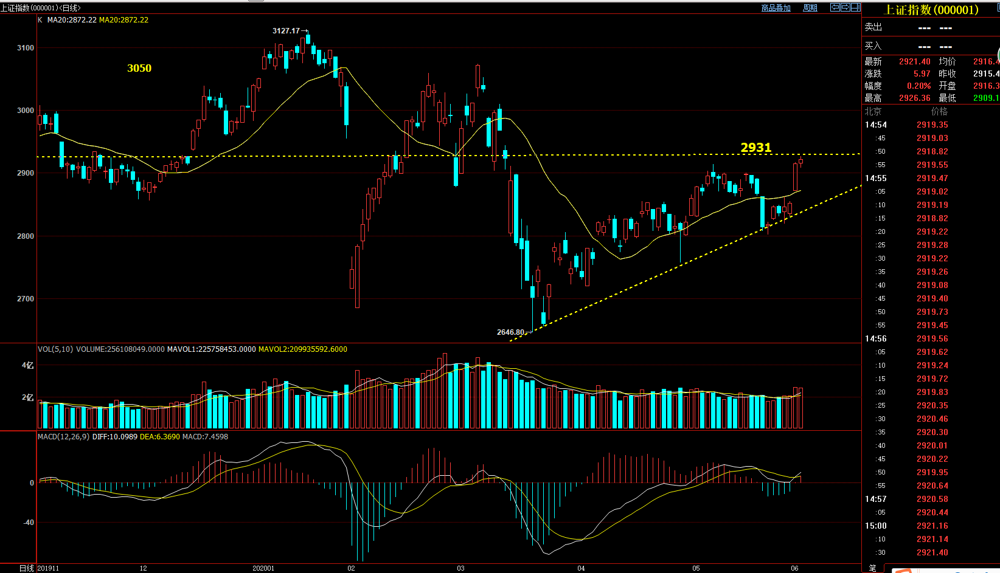 上证指数(000001)<日线>
商品叠加 周期
上证指数(000001)
K MA20:2872.22 MA20:2872.22
3127.17
3100
3050
3000
2931
2900
2800
2700
2646.80
VOL(5,10) VOLUME:256108049.0000 MAVOL1:225758453.0000 MAVOL2:209935592.6000
4亿
2亿
MACD(12,26,9) DIFF:10.0989 DEA:6.3690 MACD:7.4598
0
-40
日线 201911 12 202001 02 03 04 05 06
卖出 --- ---
买入 --- ---
最新 2921.40 均价 2916.4
涨跌 5.97 昨收 2915.4
幅度 0.20% 开盘 2916.3
最高 2926.36 最低 2909.1
北京 价格
14:54 2919.35
:45 2919.03
:50 2918.82
:55 2919.55
14:55 2919.47
:05 2919.02
:10 2919.19
:15 2918.82
:20 2919.22
:25 2919.28
:30 2919.22
:35 2919.26
:40 2919.08
:45 2919.40
:50 2919.73
:55 2919.45
14:56 2919.56
:05 2919.62
:10 2919.24
:15 2919.72
:20 2919.83
:25 2920.35
:30 2920.46
:35 2920.30
:40 2920.01
:45 2920.22
:50 2919.95
:55 2920.64
14:57 2920.58
:05 2920.44
15:00 2921.16
:10 2921.14
:30 2921.40
笔